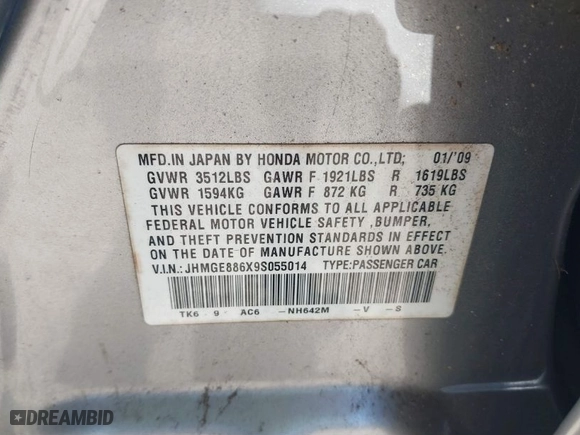 MFD.IN JAPAN BY HONDA MOTOR CO.,LTD; 01/'09
GVWR 3512LBS GAWR F 1921LBS R 1619LBS
GVWR 1594KG GAWR F 872 KG R 735 KG
THIS VEHICLE CONFORMS TO ALL APPLICABLE
FEDERAL MOTOR VEHICLE SAFETY ,BUMPER,
AND THEFT PREVENTION STANDARDS IN EFFECT
ON THE DATE OF MANUFACTURE SHOWN ABOVE.
V.I.N.: JHMGE886X9S055014 TYPE:PASSENGER CAR
TK6 9 AC6 -NH642M -V -S
DREAMBID